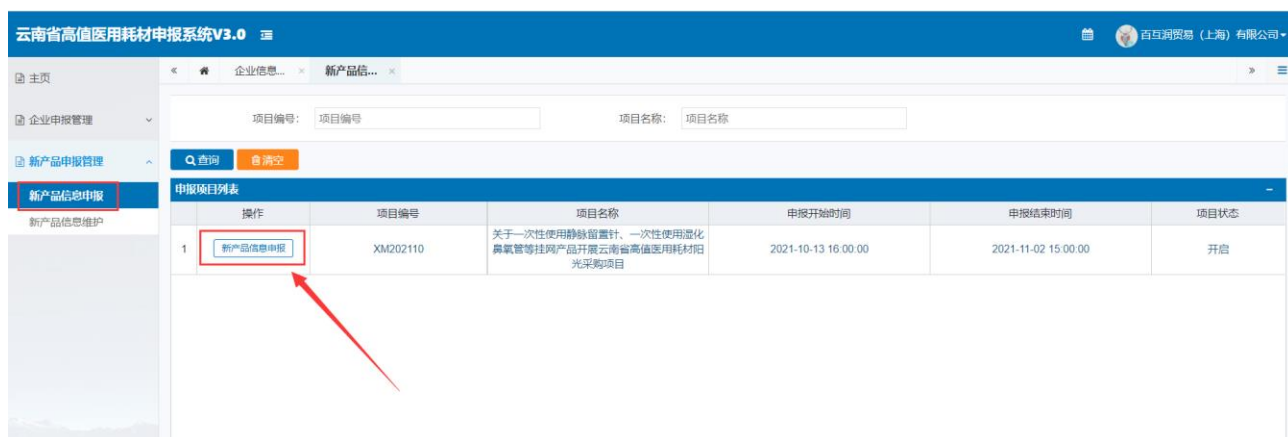 云南省高值医用耗材申报系统V3.0
百互润贸易（上海）有限公司
主页
企业信息...
新产品信...
企业申报管理
项目编号：
项目编号
项目名称：
项目名称
新产品申报管理
查询
清空
新产品信息申报
申报项目列表
新产品信息维护
操作
项目编号
项目名称
申报开始时间
申报结束时间
项目状态
1
新产品信息申报
XM202110
关于一次性使用静脉留置针、一次性使用湿化
鼻氧管等挂网产品开展云南省高值医用耗材阳
光采购项目
2021-10-13 16:00:00
2021-11-02 15:00:00
开启